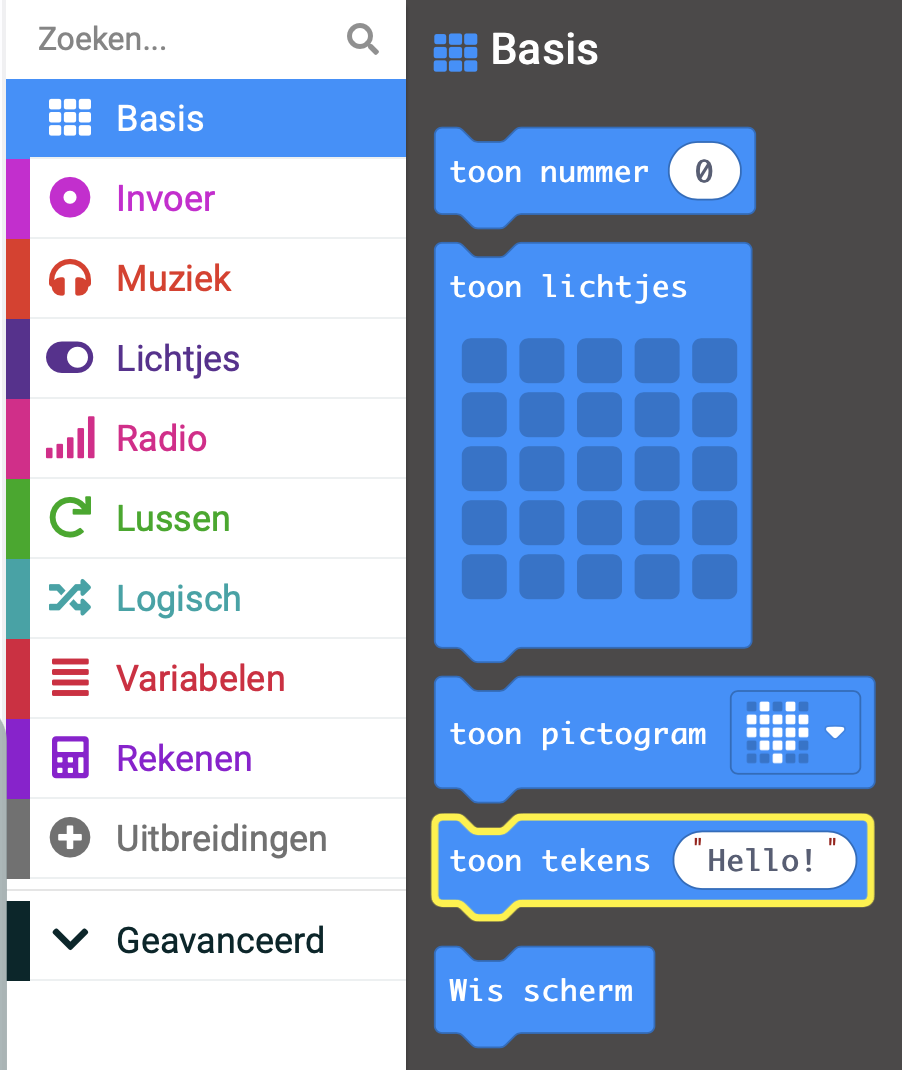 Zoeken...
Basis
Invoer
Muziek
Lichtjes
Radio
Lussen
Logisch
Variabelen
Rekenen
Uitbreidingen
Geavanceerd
Basis
toon nummer 0
toon lichtjes
toon pictogram
toon tekens "Hello!"
Wis scherm